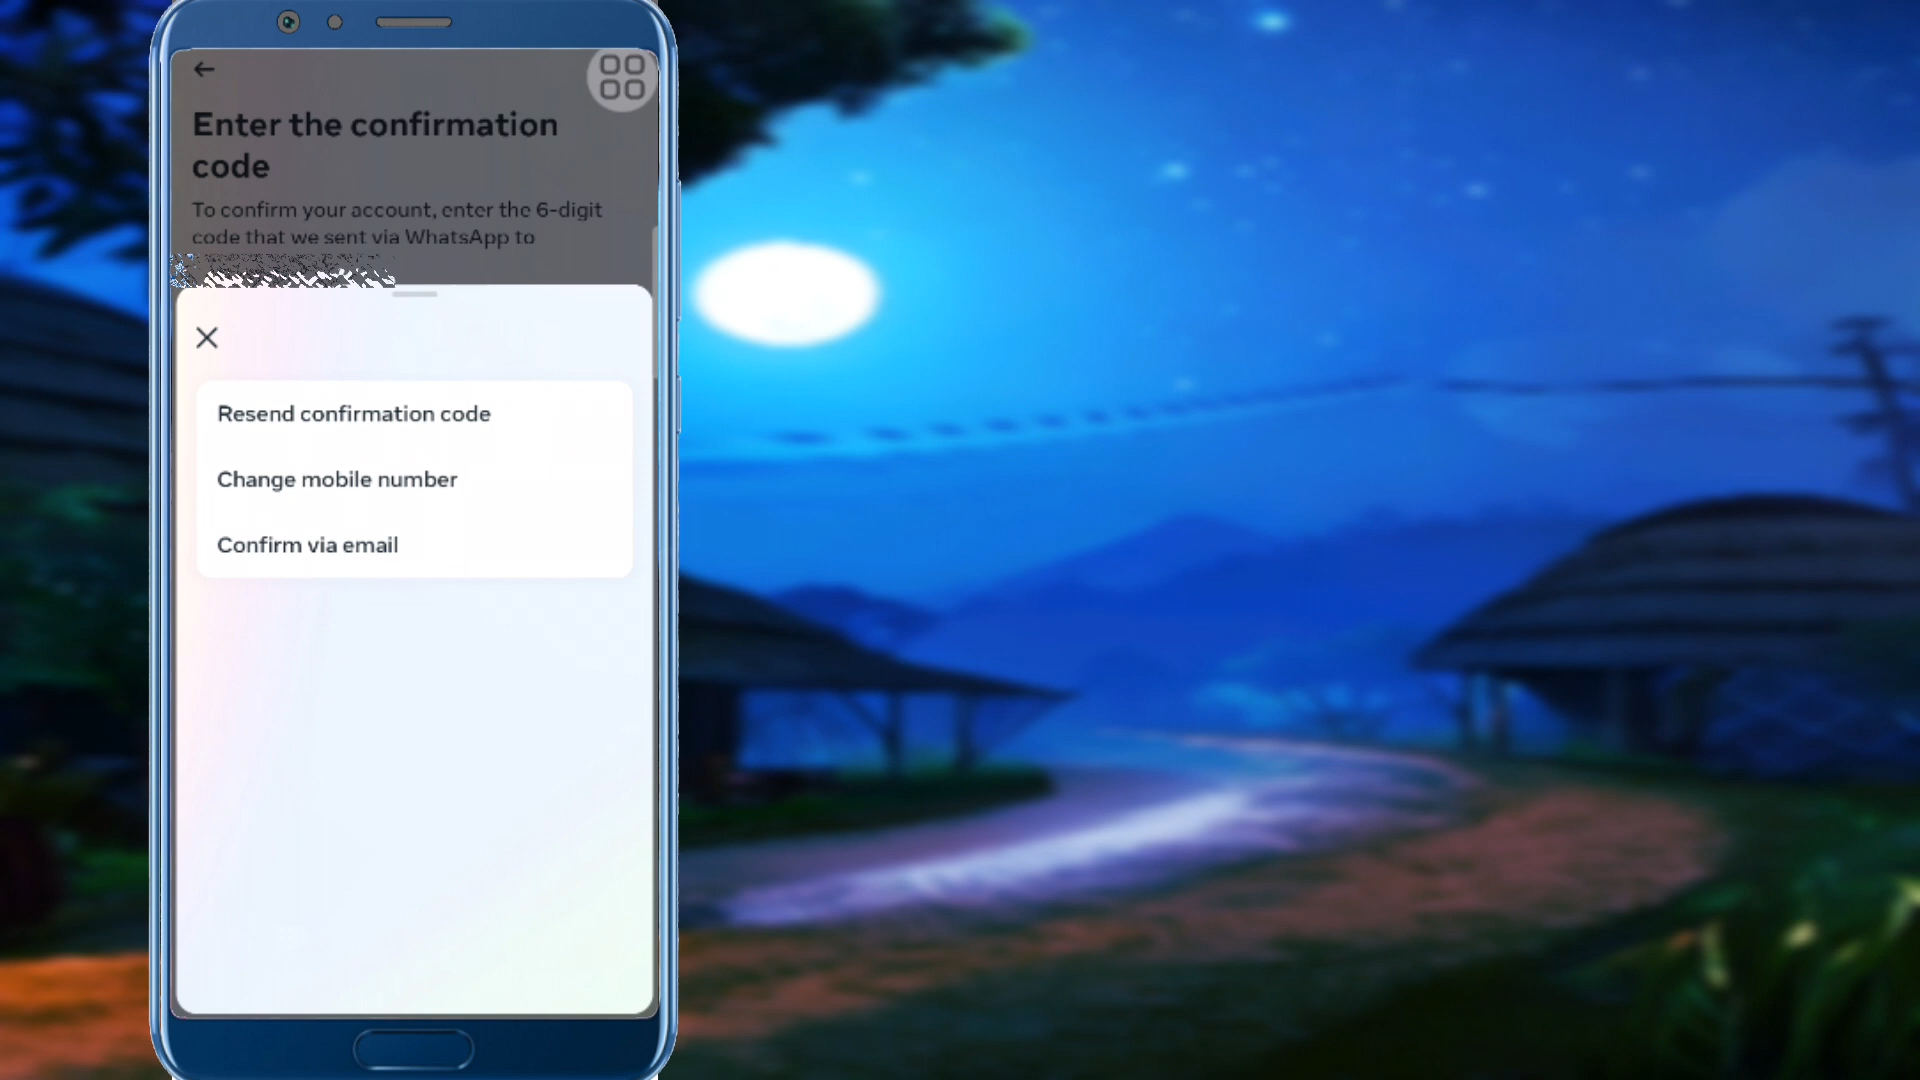 Enter the confirmation
code
To confirm your account, enter the 6-digit
code that we sent via WhatsApp to
Resend confirmation code
Change mobile number
Confirm via email